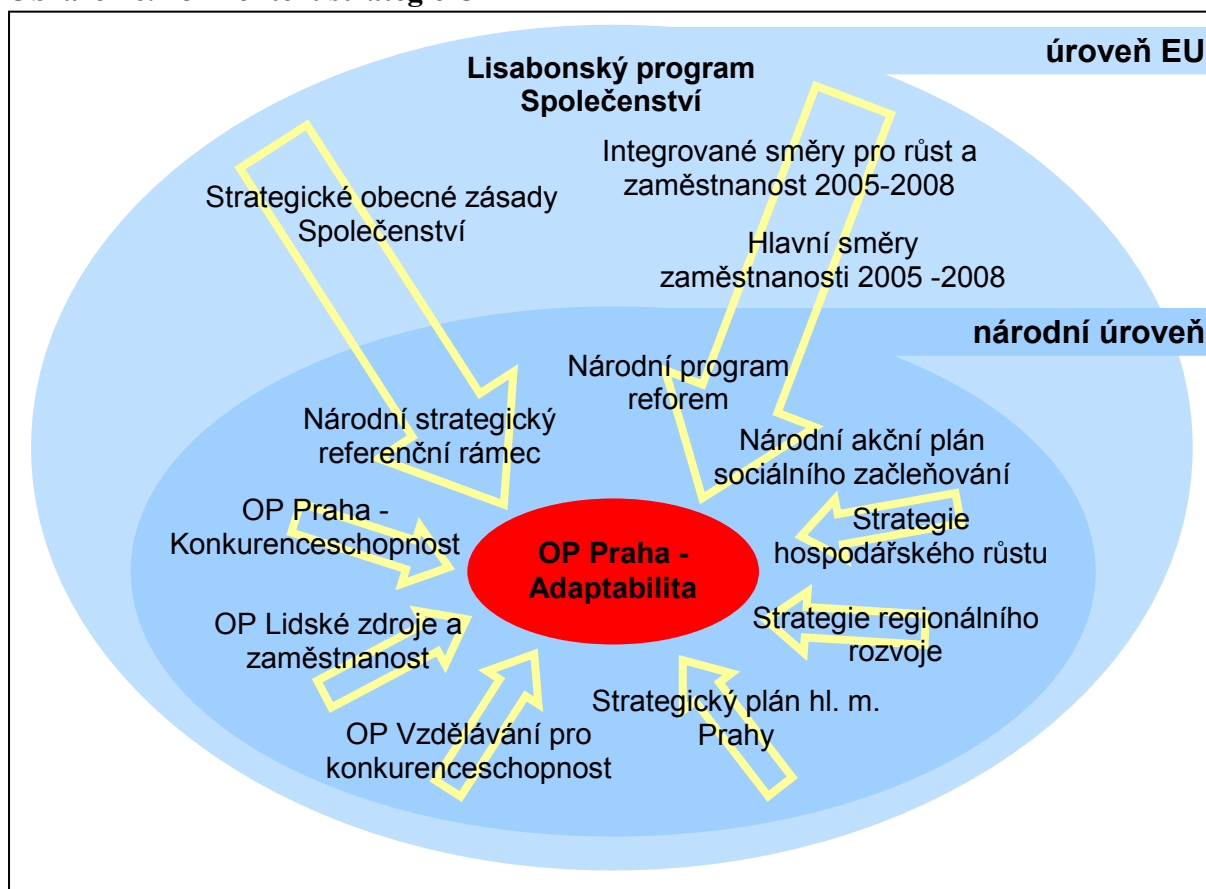 úroveň EU
Lisabonský program
Společenství
Integrované směry pro růst a
zaměstnanost 2005-2008
Strategické obecné zásady
Společenství
Hlavní směry
zaměstnanosti 2005 -2008
národní úroveň
Národní program
reforem
Národní strategický
referenční rámec
Národní akční plán
sociálního začleňování
OP Praha -
Konkurenceschopnost
Strategie
hospodářského růstu
OP Praha -
Adaptabilita
OP Lidské zdroje a
zaměstnanost
Strategie regionálního
rozvoje
Strategický plán hl. m.
Prahy
OP Vzdělávání pro
konkurenceschopnost